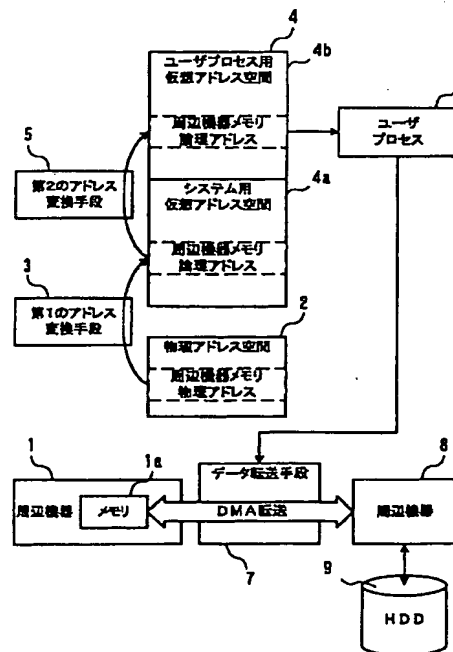 4
4b
ユーザプロセス用
仮想アドレス空間
周辺機器メモリ
論理アドレス
ユーザ
プロセス
5
第2のアドレス
変換手段
4a
システム用
仮想アドレス空間
周辺機器メモリ
論理アドレス
3
第1のアドレス
変換手段
2
物理アドレス空間
周辺機器メモリ
物理アドレス
1
1a
周辺機器
メモリ
データ転送手段
DMA転送
7
8
周辺機器
9
HDD